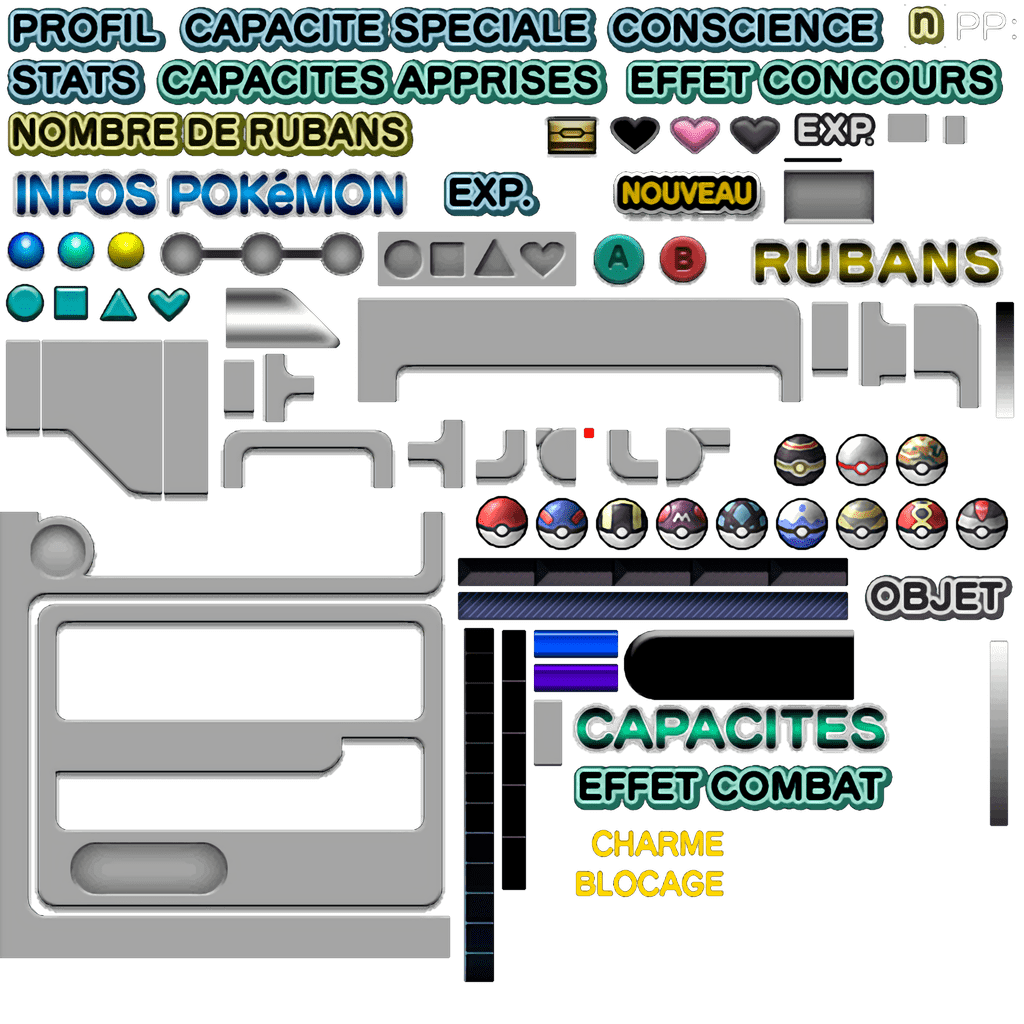 PROFIL CAPACITE SPECIALE CONSCIENCE n PP:
STATS CAPACITES APPRISES EFFET CONCOURS
NOMBRE DE RUBANS EXP.
INFOS POKéMON EXP. NOUVEAU
A B RUBANS
M
OBJET
CAPACITES
EFFET COMBAT
CHARME
BLOCAGE